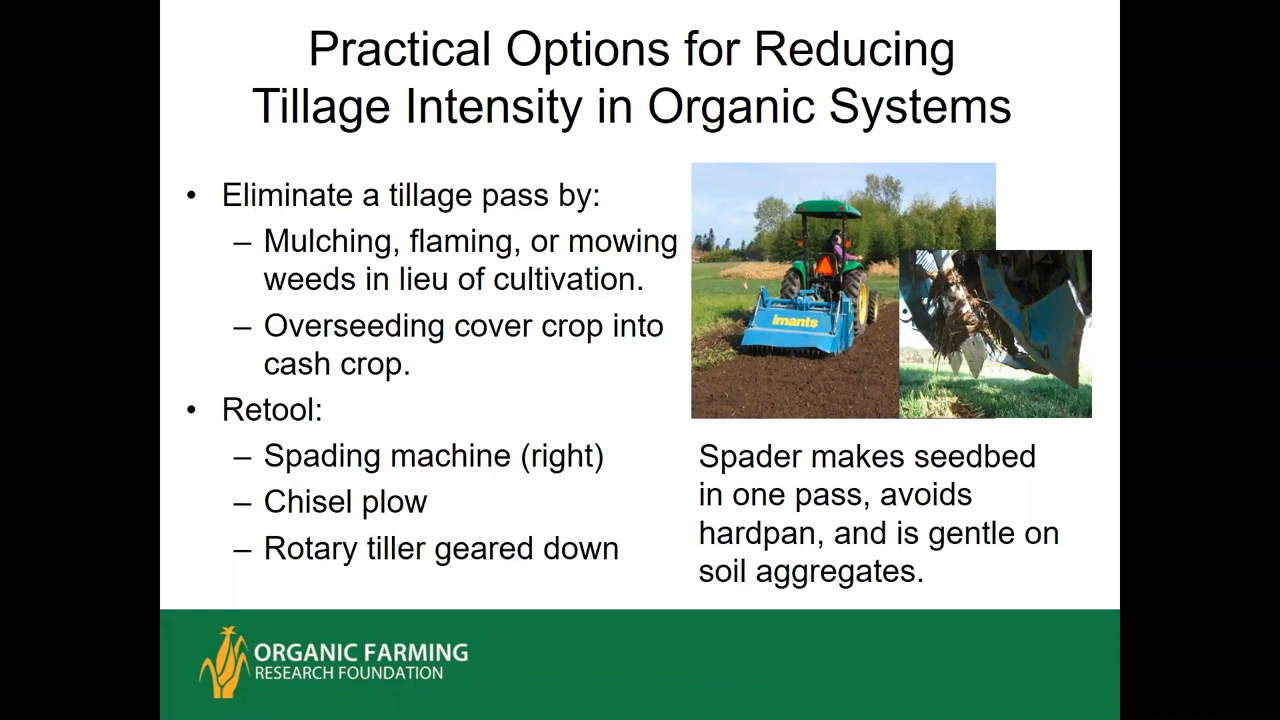 Practical Options for Reducing
Tillage Intensity in Organic Systems
• Eliminate a tillage pass by:
– Mulching, flaming, or mowing
weeds in lieu of cultivation.
– Overseeding cover crop into
cash crop.
• Retool:
– Spading machine (right)
– Chisel plow
– Rotary tiller geared down
imants
Spader makes seedbed
in one pass, avoids
hardpan, and is gentle on
soil aggregates.
ORGANIC FARMING
RESEARCH FOUNDATION